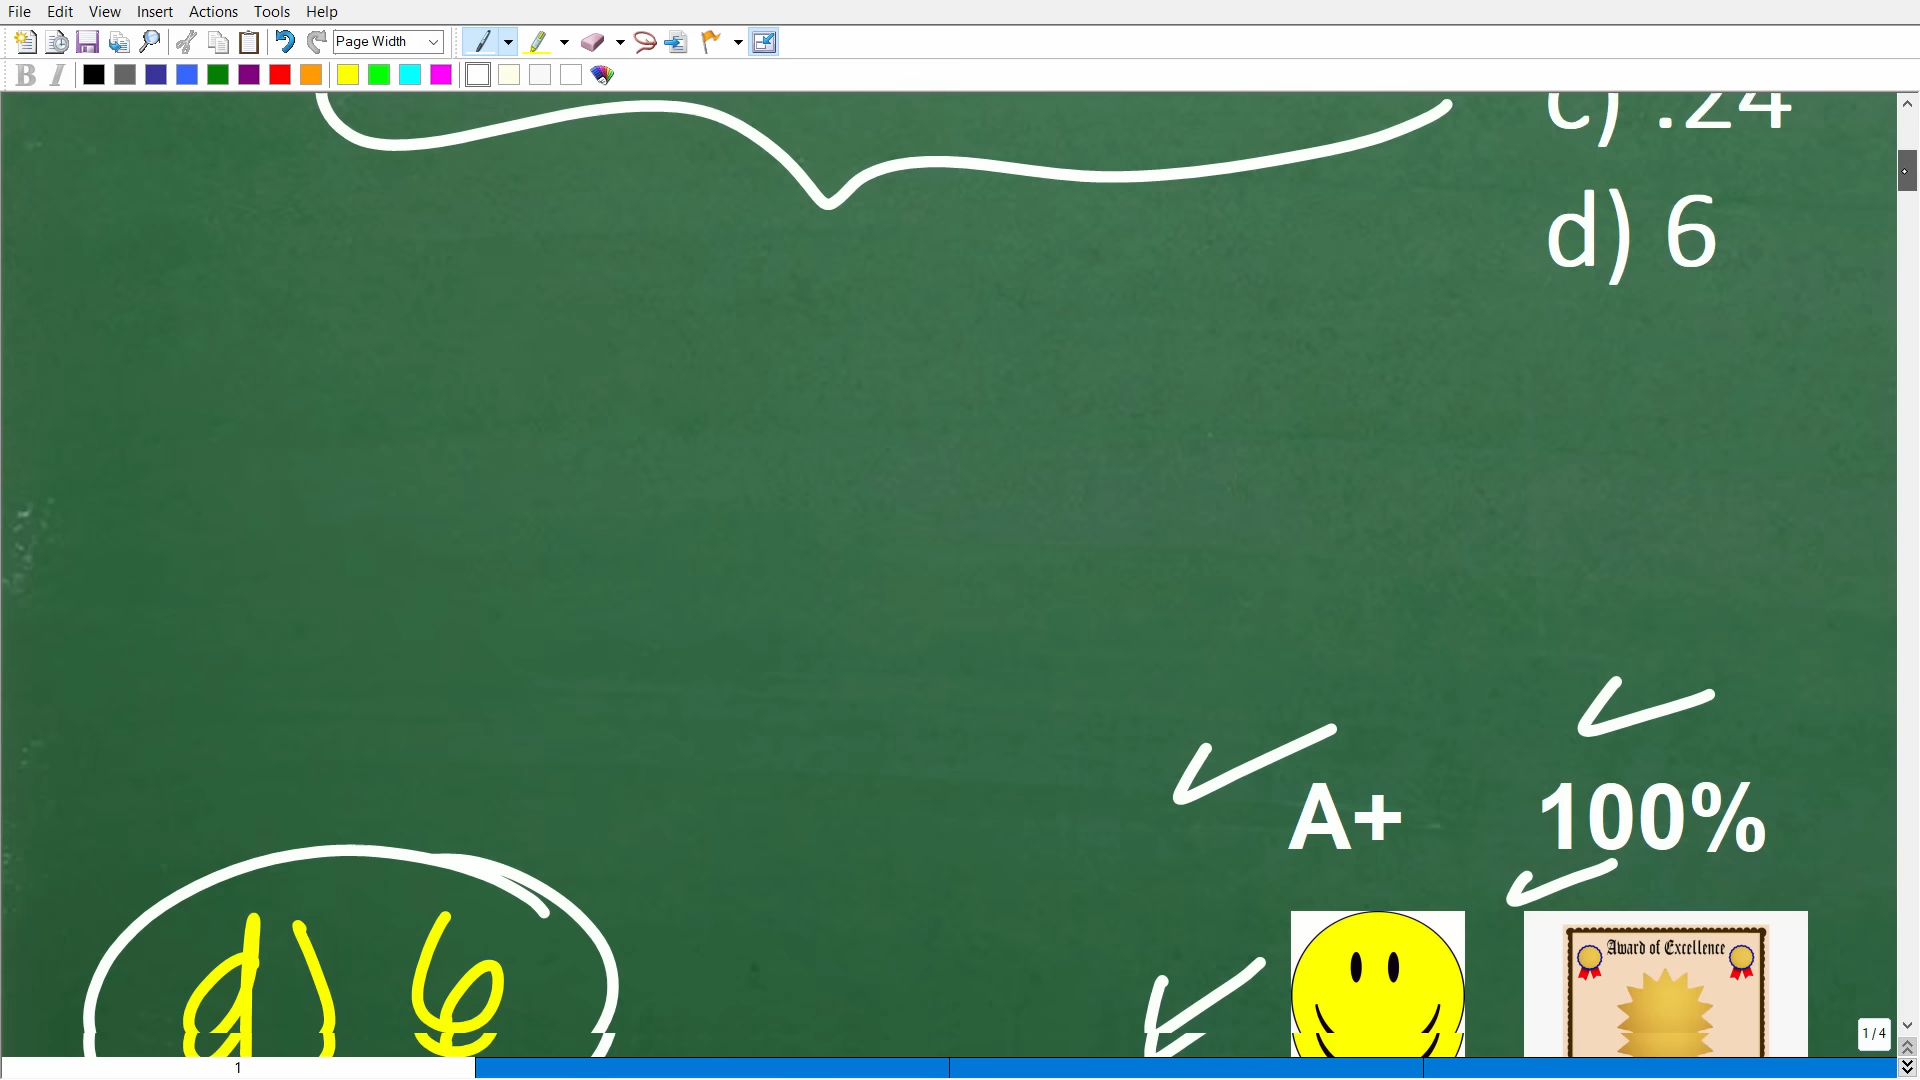 File Edit View Insert Actions Tools Help
Page Width
B I
c) .24
d) 6
A+ 100%
d) 6
Award of Excellence
1 / 4
1